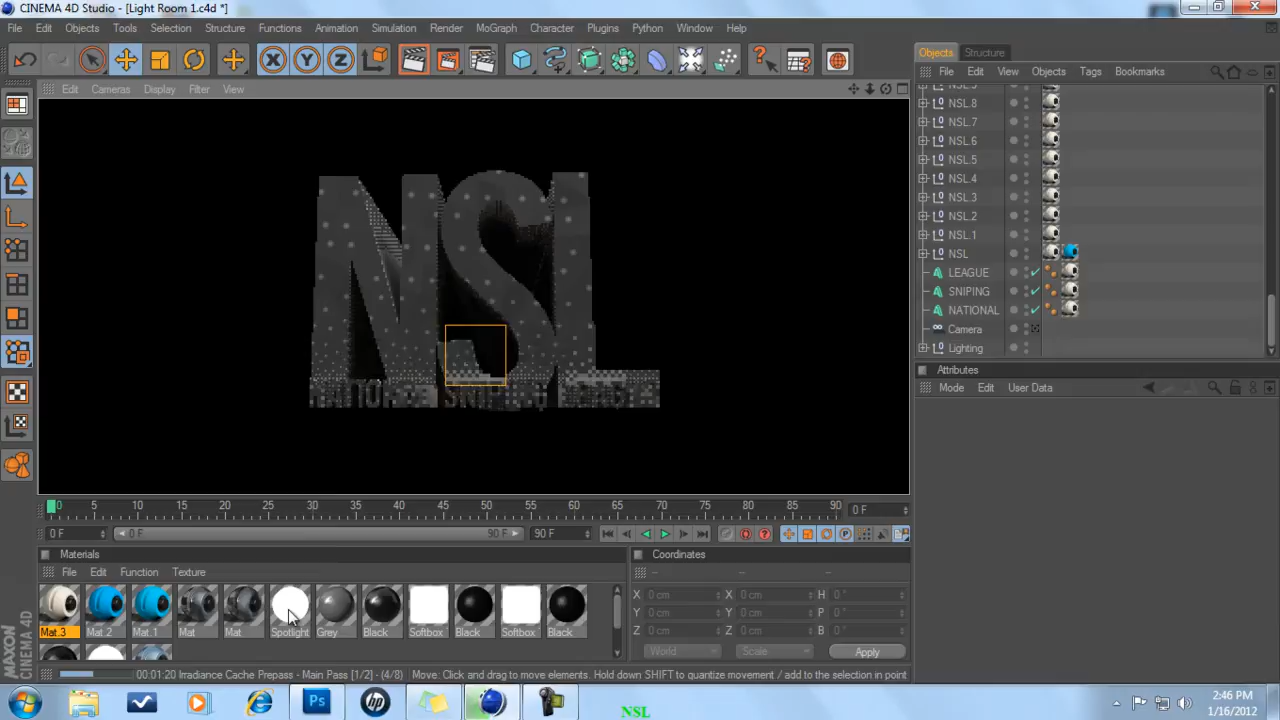 CINEMA 4D Studio - [Light Room 1.c4d *]
File Edit Objects Tools Selection Structure Functions Animation Simulation Render MoGraph Character Plugins Python Window Help
X Y Z
Objects Structure
File Edit View Objects Tags Bookmarks
Edit Cameras Display Filter View
NSL.8
NSL.7
NSL.6
NSL.5
NSL.4
NSL.3
NSL.2
NSL.1
NSL
LEAGUE
SNIPING
NATIONAL
Camera
Lighting
NSL
Attributes
Mode Edit User Data
0 5 10 15 20 25 30 35 40 45 50 55 60 65 70 75 80 85 90 0 F
0 F 0 F 90 F 90 F
Materials
File Edit Function Texture
Mat.3 Mat.2 Mat.1 Mat Mat Spotlight Grey Black Softbox Black Softbox Black
Coordinates
-- -- --
X 0 cm X 0 cm H 0 °
Y 0 cm Y 0 cm P 0 °
Z 0 cm Z 0 cm B 0 °
World Scale Apply
MAXON
CINEMA 4D
00:01:20 Irradiance Cache Prepass - Main Pass [1/2] - (4/8) Move: Click and drag to move elements. Hold down SHIFT to quantize movement / add to the selection in point
Ps hp
2:46 PM
1/16/2012
NSL